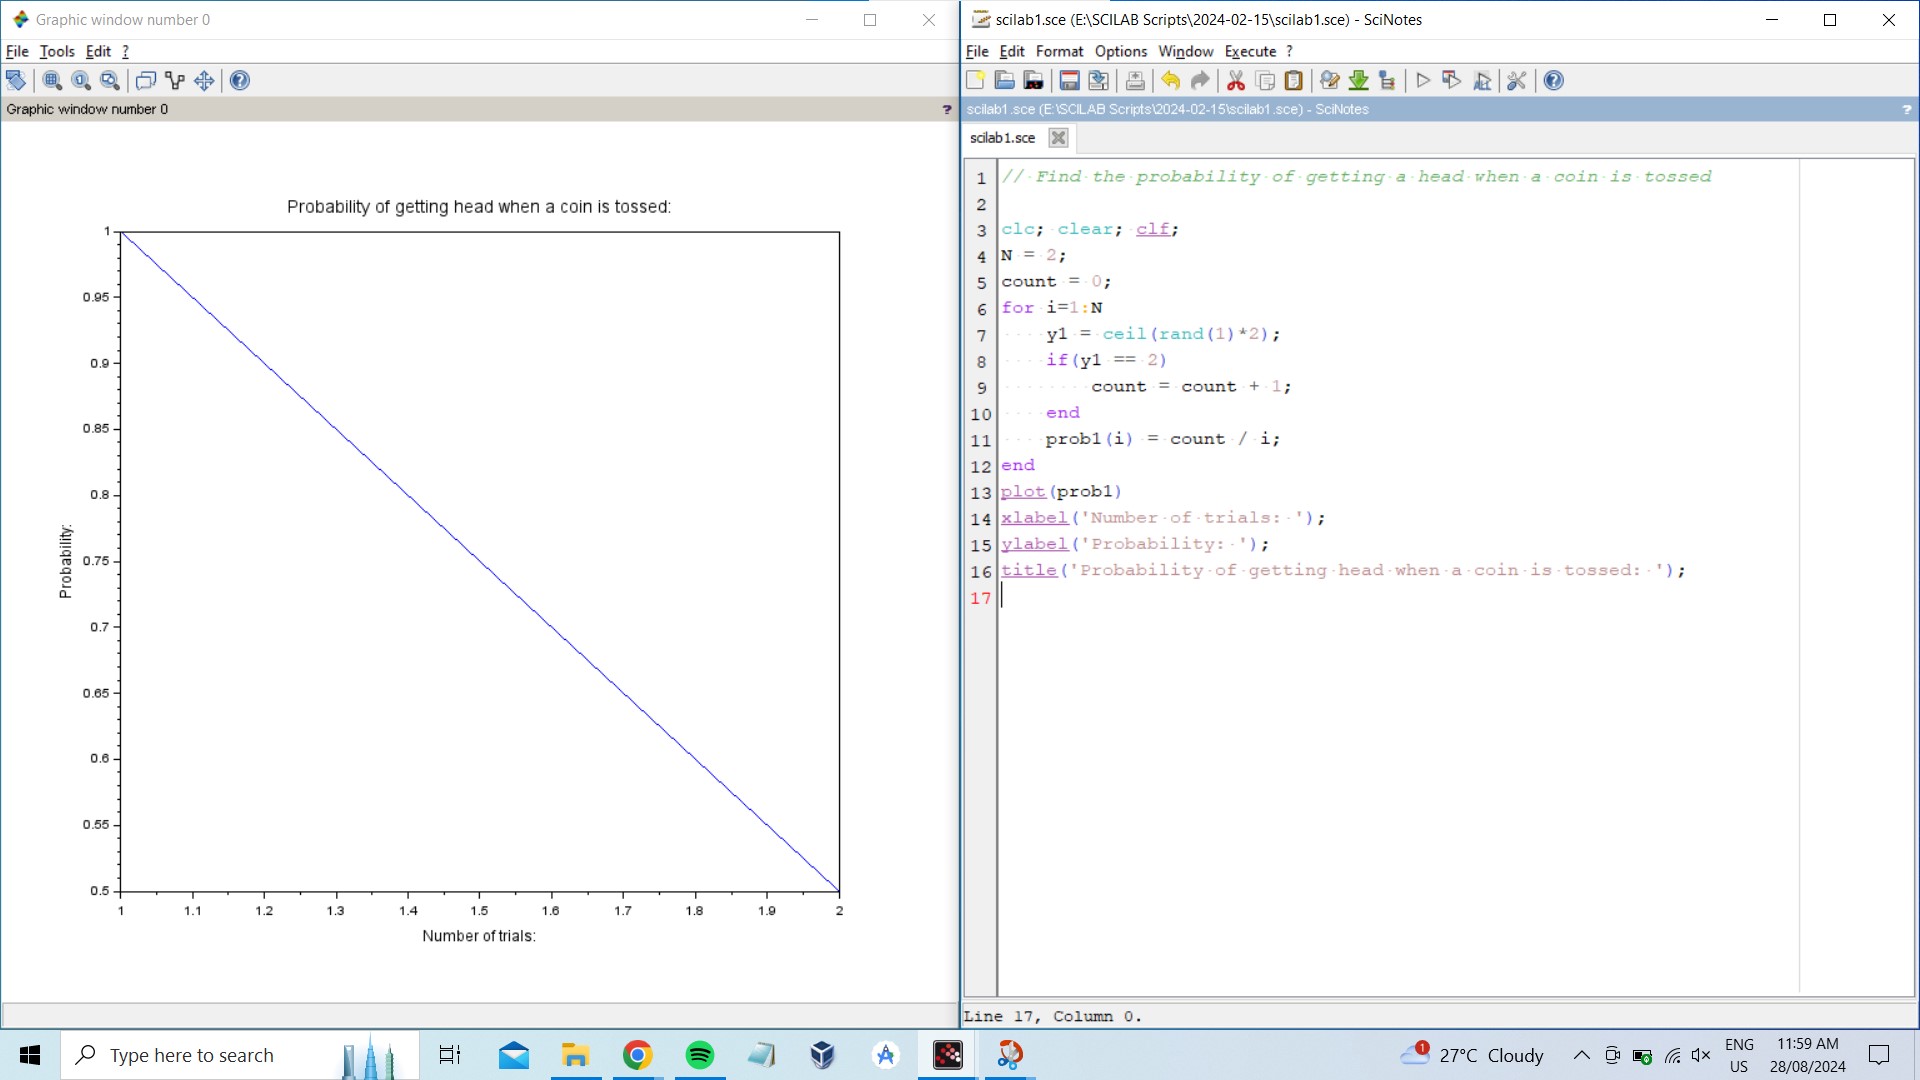 Graphic window number 0
File Tools Edit ?
Graphic window number 0 ?
Probability of getting head when a coin is tossed:
1
0.95
0.9
0.85
0.8
0.75
0.7
0.65
0.6
0.55
0.5
Probability:
1 1.1 1.2 1.3 1.4 1.5 1.6 1.7 1.8 1.9 2
Number of trials:
scilab1.sce (E:\SCILAB Scripts\2024-02-15\scilab1.sce) - SciNotes
File Edit Format Options Window Execute ?
scilab1.sce (E:\SCILAB Scripts\2024-02-15\scilab1.sce) - SciNotes ?
scilab1.sce
1 // Find the probability of getting a head when a coin is tossed
2
3 clc; clear; clf;
4 N = 2;
5 count = 0;
6 for i=1:N
7 y1 = ceil(rand(1)*2);
8 if(y1 == 2)
9 count = count + 1;
10 end
11 prob1(i) = count / i;
12 end
13 plot(prob1)
14 xlabel('Number of trials: ');
15 ylabel('Probability: ');
16 title('Probability of getting head when a coin is tossed: ');
17
Line 17, Column 0.
Type here to search
1
27°C Cloudy
ENG
US
11:59 AM
28/08/2024